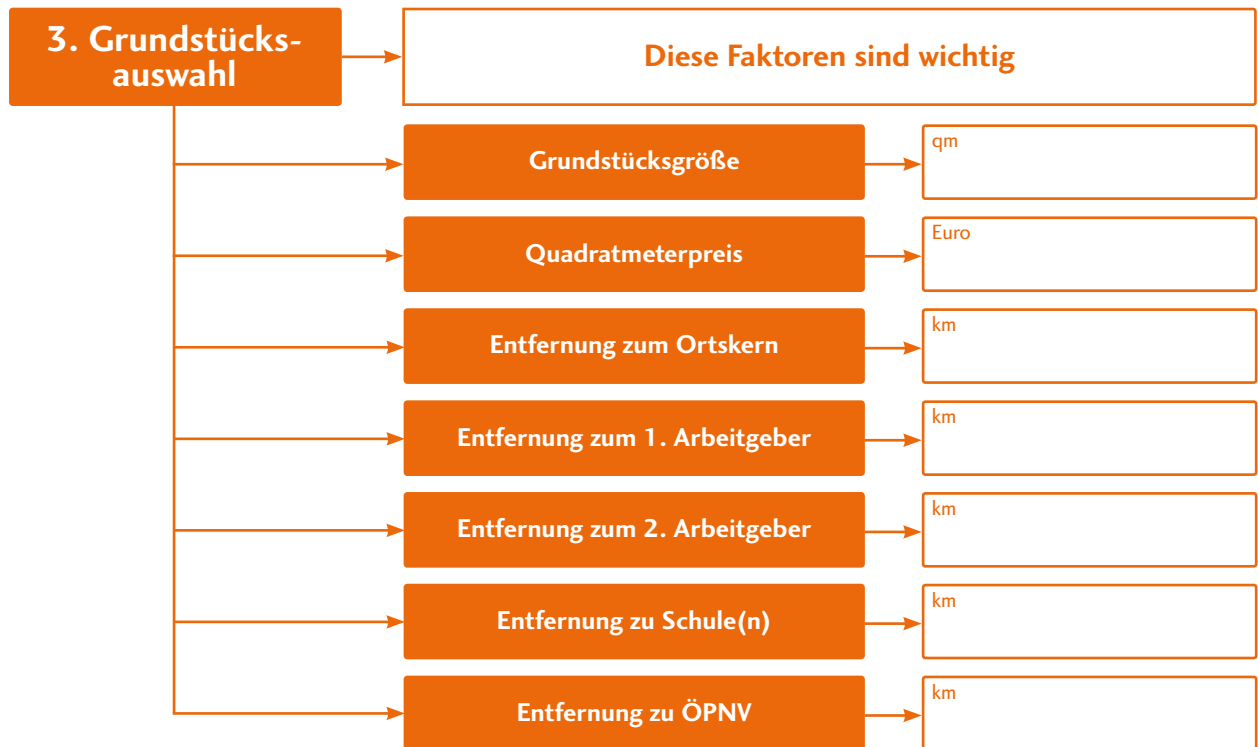 3. Grundstücks-
auswahl
Diese Faktoren sind wichtig
Grundstücksgröße
qm
Quadratmeterpreis
Euro
Entfernung zum Ortskern
km
Entfernung zum 1. Arbeitgeber
km
Entfernung zum 2. Arbeitgeber
km
Entfernung zu Schule(n)
km
Entfernung zu ÖPNV
km